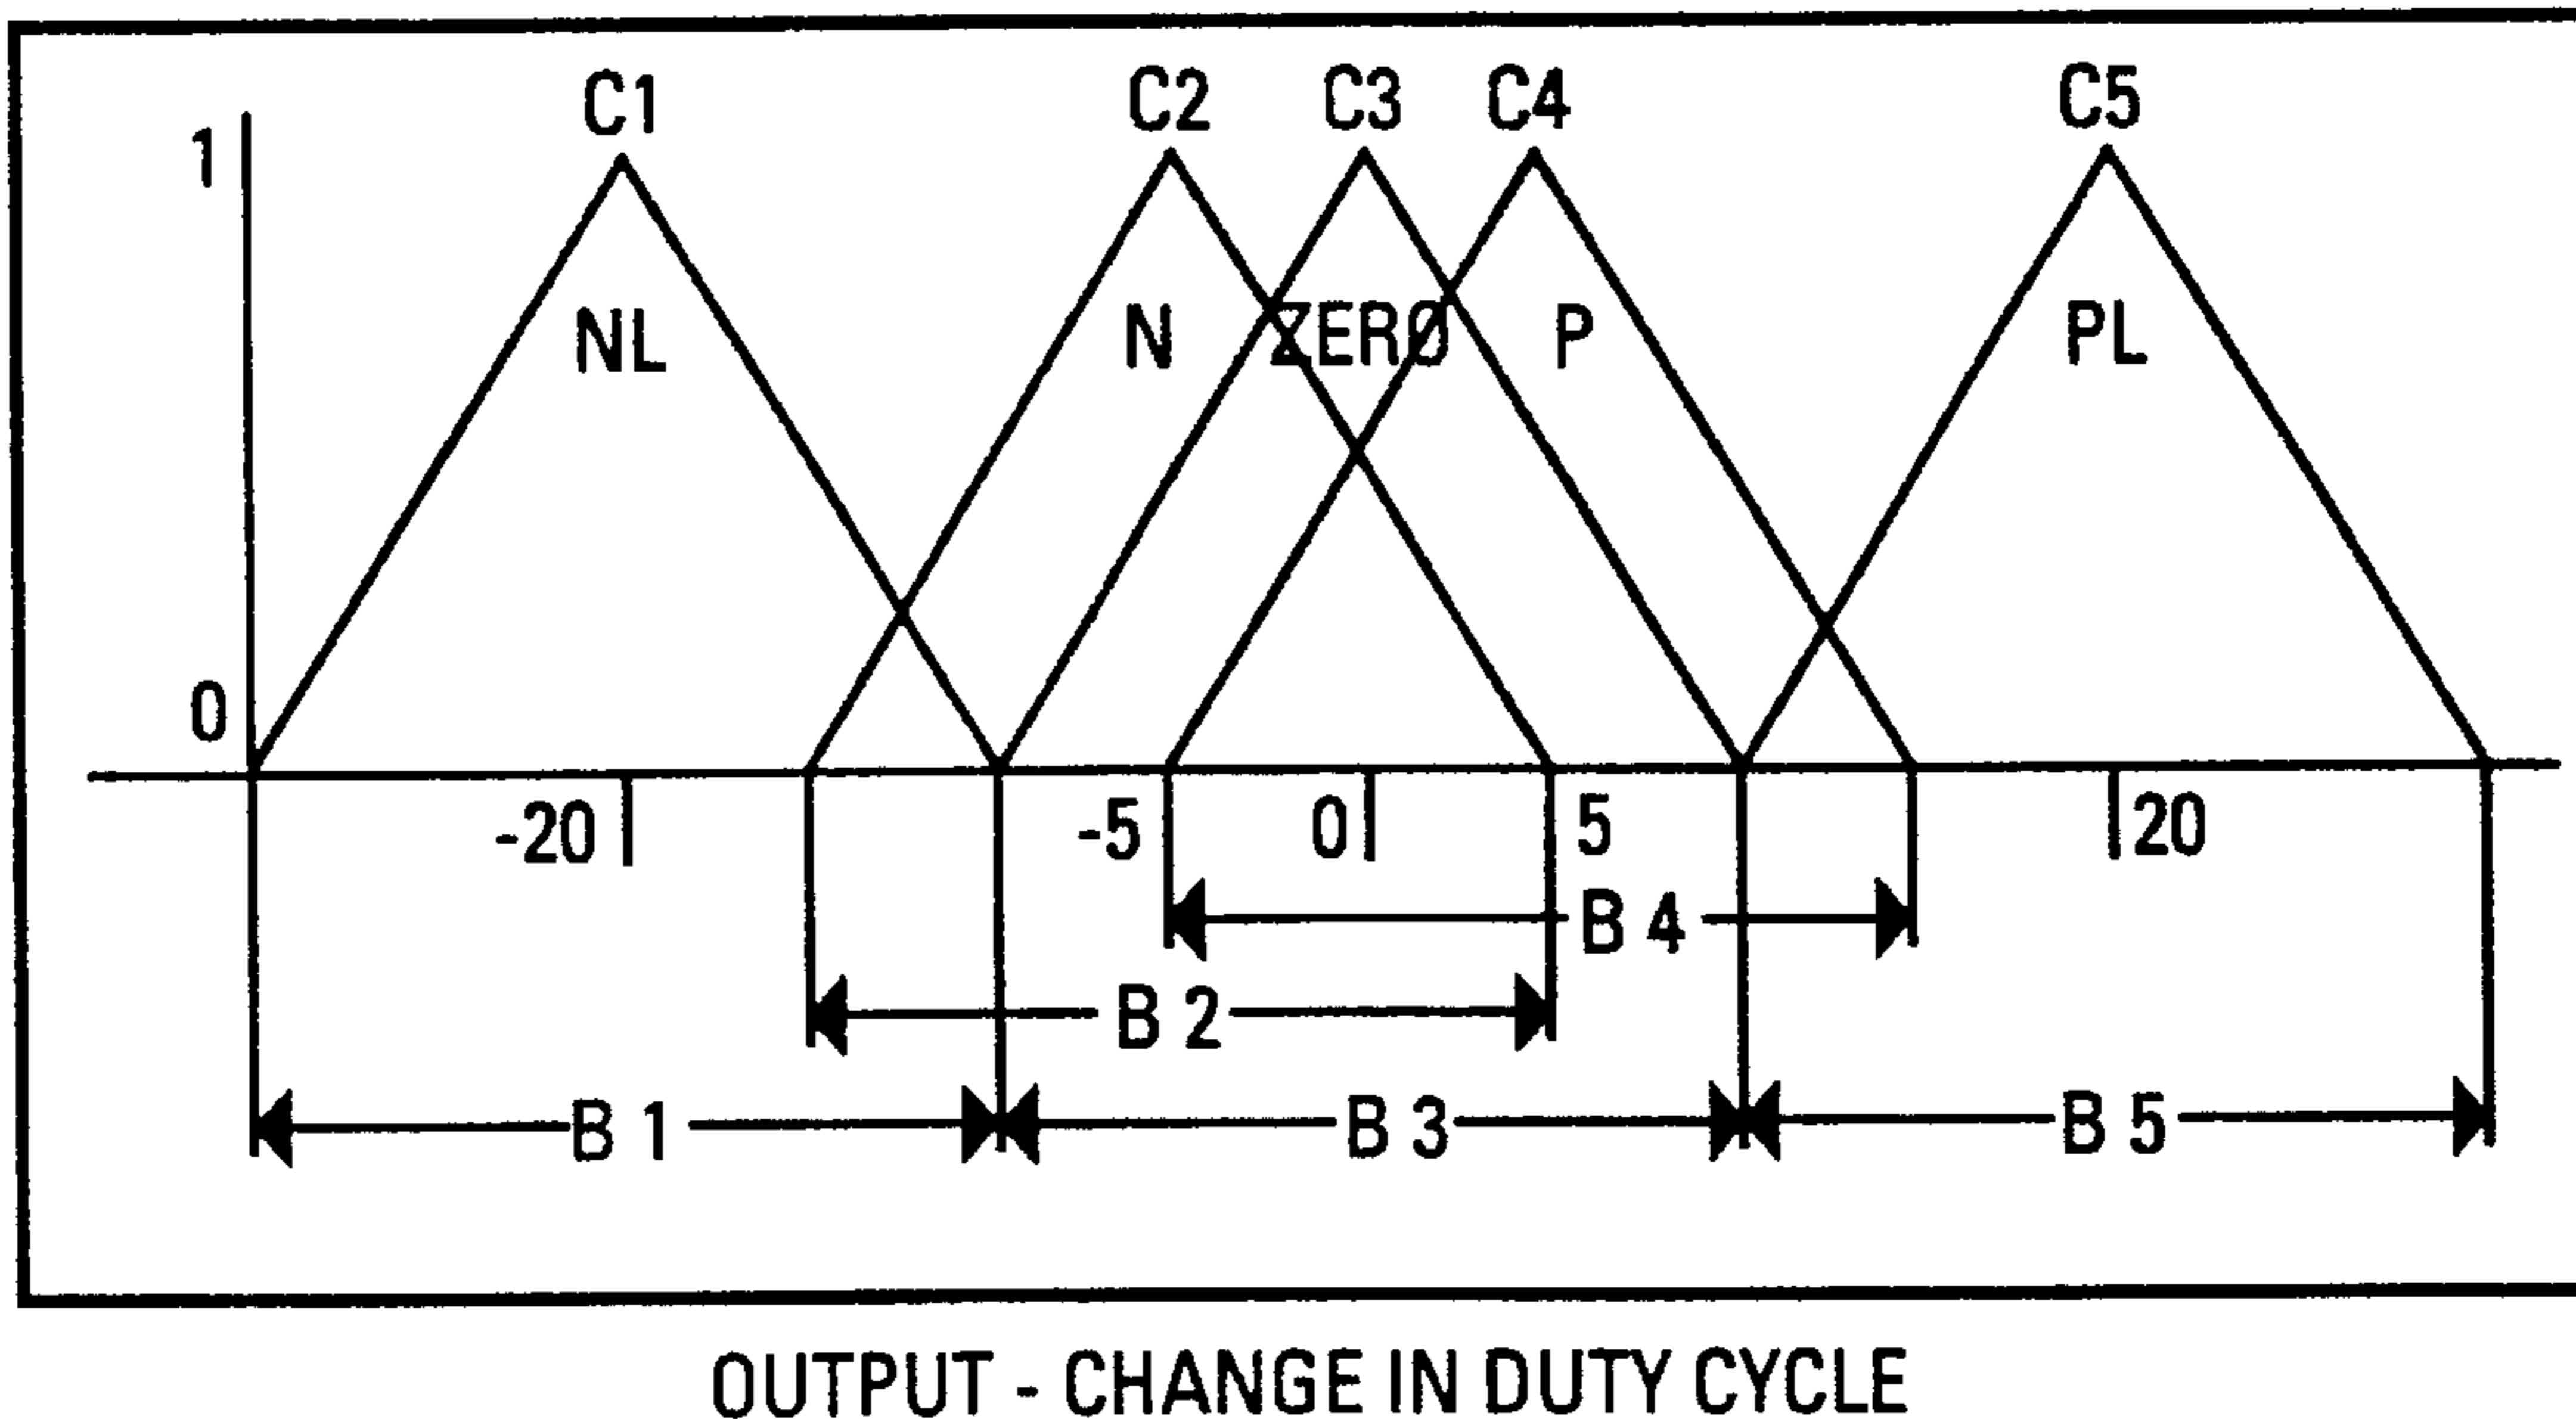 C1 C2 C3 C4 C5
1
NL N ZERO P PL
0
-20 -5 0 5 20
B 4
B 2
B 1 B 3 B 5
OUTPUT - CHANGE IN DUTY CYCLE